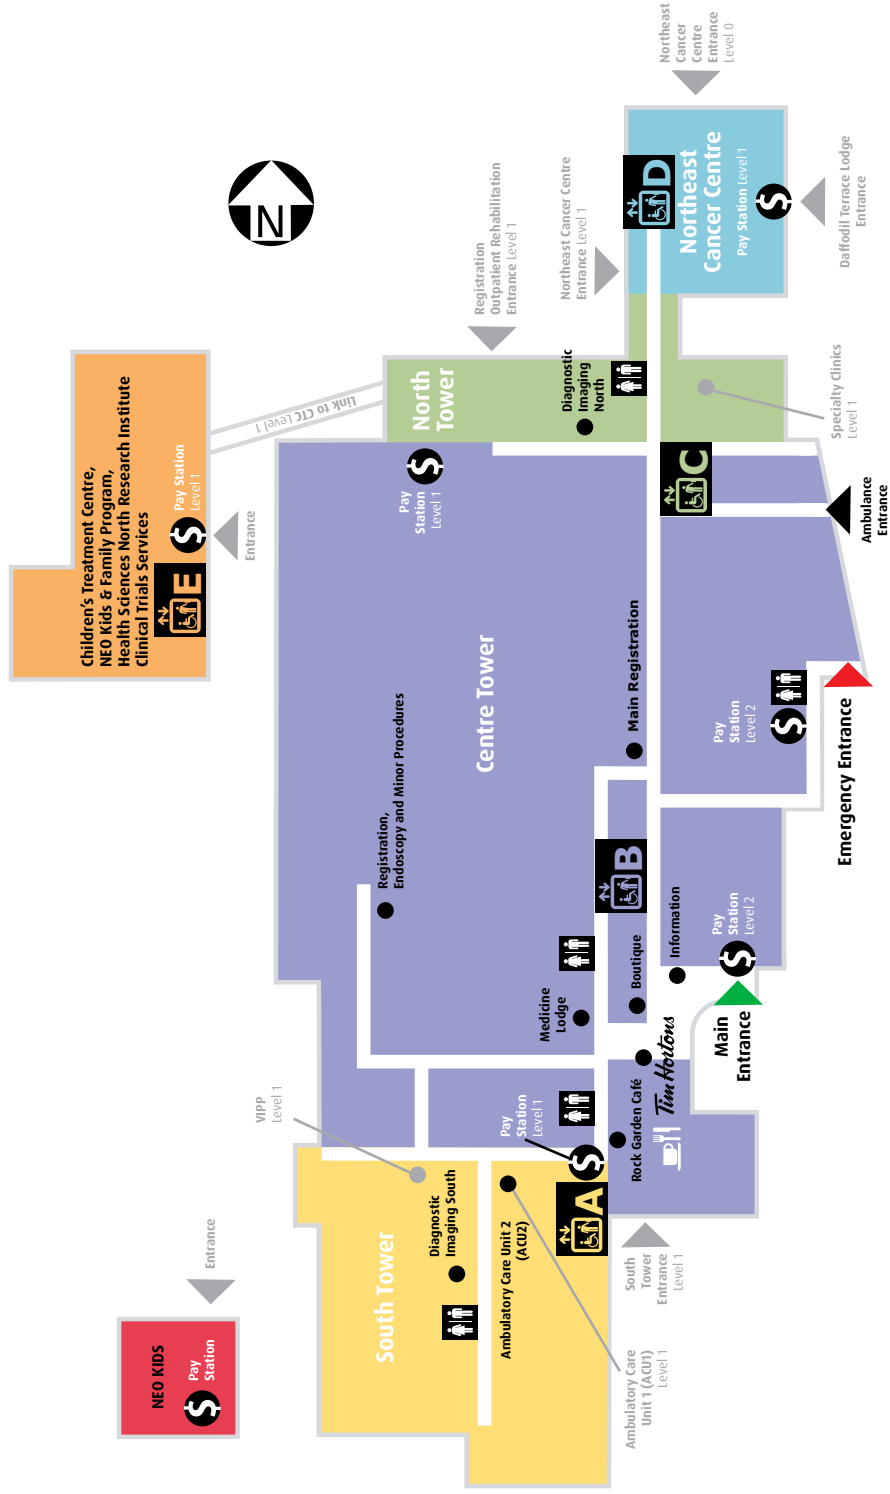 Children's Treatment Centre,
NEO Kids & Family Program,
Health Sciences North Research Institute
Clinical Trials Services
Pay Station
Level 1
E
Entrance
N
Link to CTC Level 1
NEO KIDS
Pay
Station
Entrance
VIPP
Level 1
South Tower
Diagnostic
Imaging South
Ambulatory Care Unit 2
(ACU2)
Ambulatory Care
Unit 1 (ACU1)
Level 1
Pay
Station
Level 1
A
South
Tower
Entrance
Level 1
Rock Garden Café
Tim Hortons
Medicine
Lodge
Boutique
Information
Main
Entrance
Pay
Station
Level 2
B
Registration,
Endoscopy and Minor Procedures
Centre Tower
Main Registration
Pay
Station
Level 2
Emergency Entrance
Pay
Station
Level 1
North
Tower
Diagnostic
Imaging
North
C
Ambulance
Entrance
Specialty Clinics
Level 1
Registration
Outpatient Rehabilitation
Entrance Level 1
Northeast Cancer Centre
Entrance Level 1
D
Northeast
Cancer Centre
Pay Station Level 1
Daffodil Terrace Lodge
Entrance
Northeast
Cancer
Centre
Entrance
Level 0